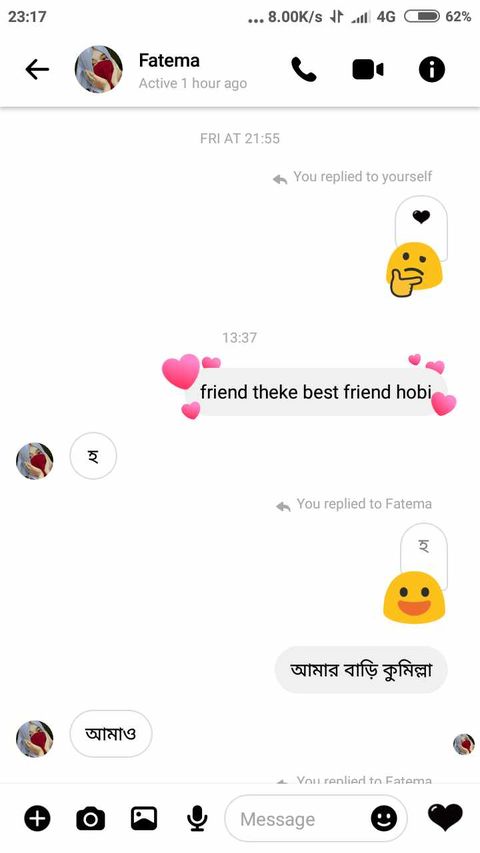 23:17 ... 8.00K/s 4G 62%
Fatema
Active 1 hour ago
FRI AT 21:55
You replied to yourself
13:37
friend theke best friend hobi
হ
You replied to Fatema
হ
আমার বাড়ি কুমিল্লা
আমাও
You replied to Fatema
Message